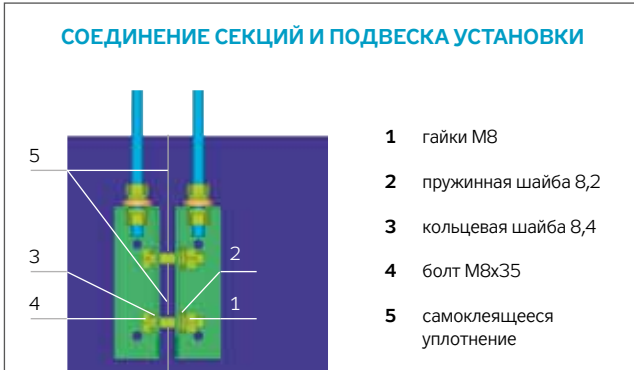 СОЕДИНЕНИЕ СЕКЦИЙ И ПОДВЕСКА УСТАНОВКИ
5
3
4
2
1
1 гайки М8
2 пружинная шайба 8,2
3 кольцевая шайба 8,4
4 болт М8х35
5 самоклеящееся
уплотнение